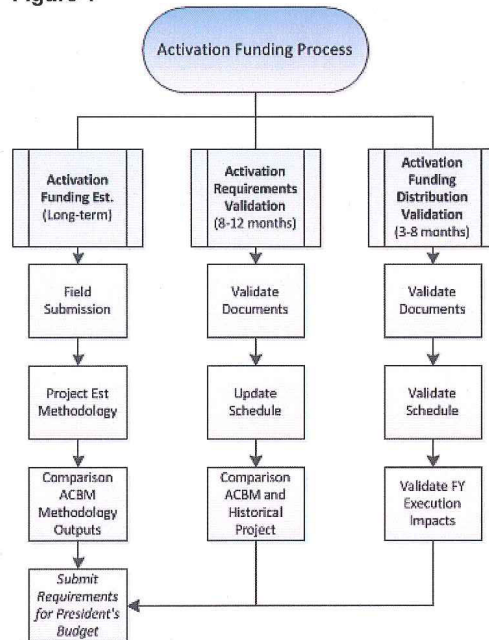 Activation Funding Process
Activation
Funding Est.
(Long-term)
Activation
Requirements
Validation
(8-12 months)
Activation
Funding
Distribution
Validation
(3-8 months)
Field
Submission
Validate
Documents
Validate
Documents
Project Est
Methodology
Update
Schedule
Validate
Schedule
Comparison
ACBM
Methodology
Outputs
Comparison
ACBM and
Historical
Project
Validate FY
Execution
Impacts
Submit
Requirements
for President's
Budget